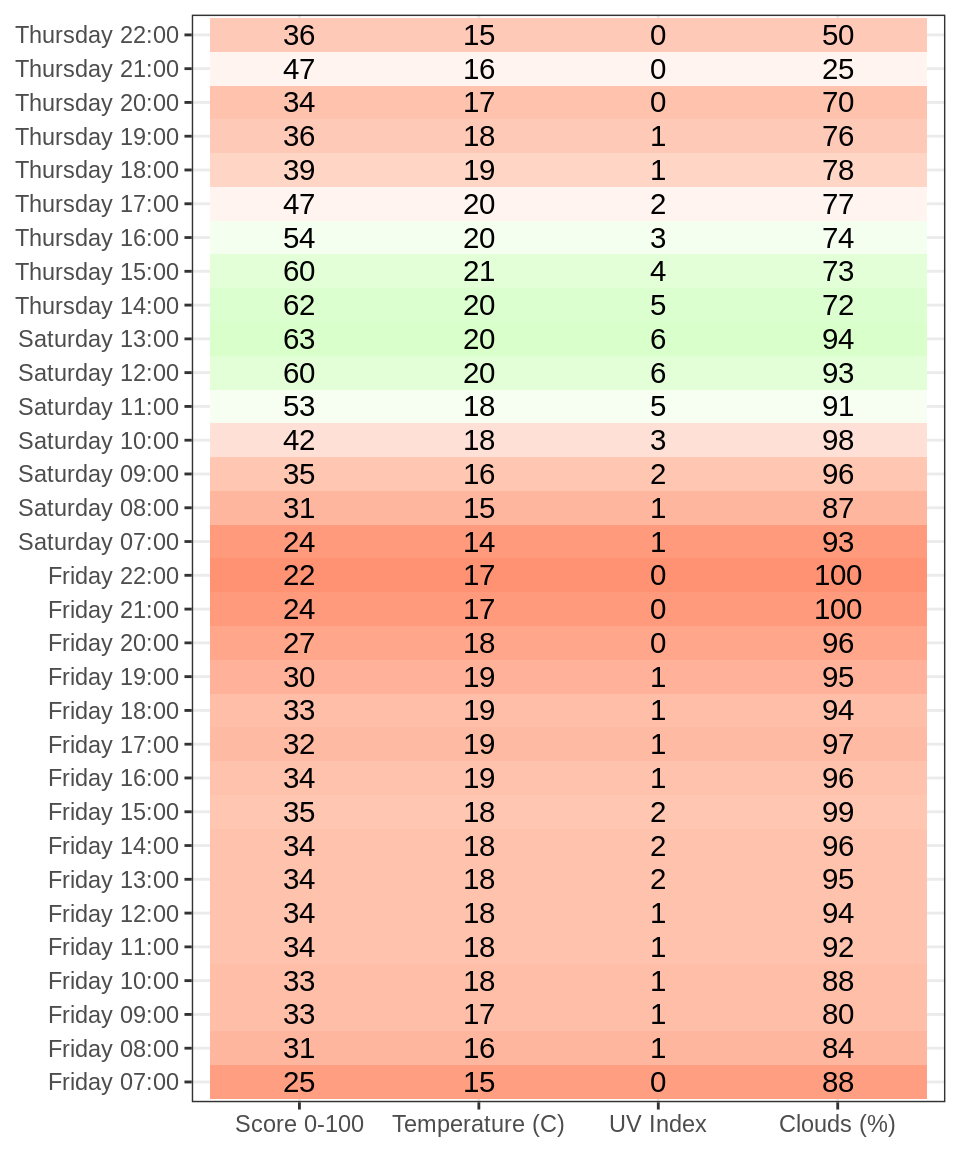 Thursday 22:00 36 15 0 50
Thursday 21:00 47 16 0 25
Thursday 20:00 34 17 0 70
Thursday 19:00 36 18 1 76
Thursday 18:00 39 19 1 78
Thursday 17:00 47 20 2 77
Thursday 16:00 54 20 3 74
Thursday 15:00 60 21 4 73
Thursday 14:00 62 20 5 72
Saturday 13:00 63 20 6 94
Saturday 12:00 60 20 6 93
Saturday 11:00 53 18 5 91
Saturday 10:00 42 18 3 98
Saturday 09:00 35 16 2 96
Saturday 08:00 31 15 1 87
Saturday 07:00 24 14 1 93
Friday 22:00 22 17 0 100
Friday 21:00 24 17 0 100
Friday 20:00 27 18 0 96
Friday 19:00 30 19 1 95
Friday 18:00 33 19 1 94
Friday 17:00 32 19 1 97
Friday 16:00 34 19 1 96
Friday 15:00 35 18 2 99
Friday 14:00 34 18 2 96
Friday 13:00 34 18 2 95
Friday 12:00 34 18 1 94
Friday 11:00 34 18 1 92
Friday 10:00 33 18 1 88
Friday 09:00 33 17 1 80
Friday 08:00 31 16 1 84
Friday 07:00 25 15 0 88
Score 0-100 Temperature (C) UV Index Clouds (%)